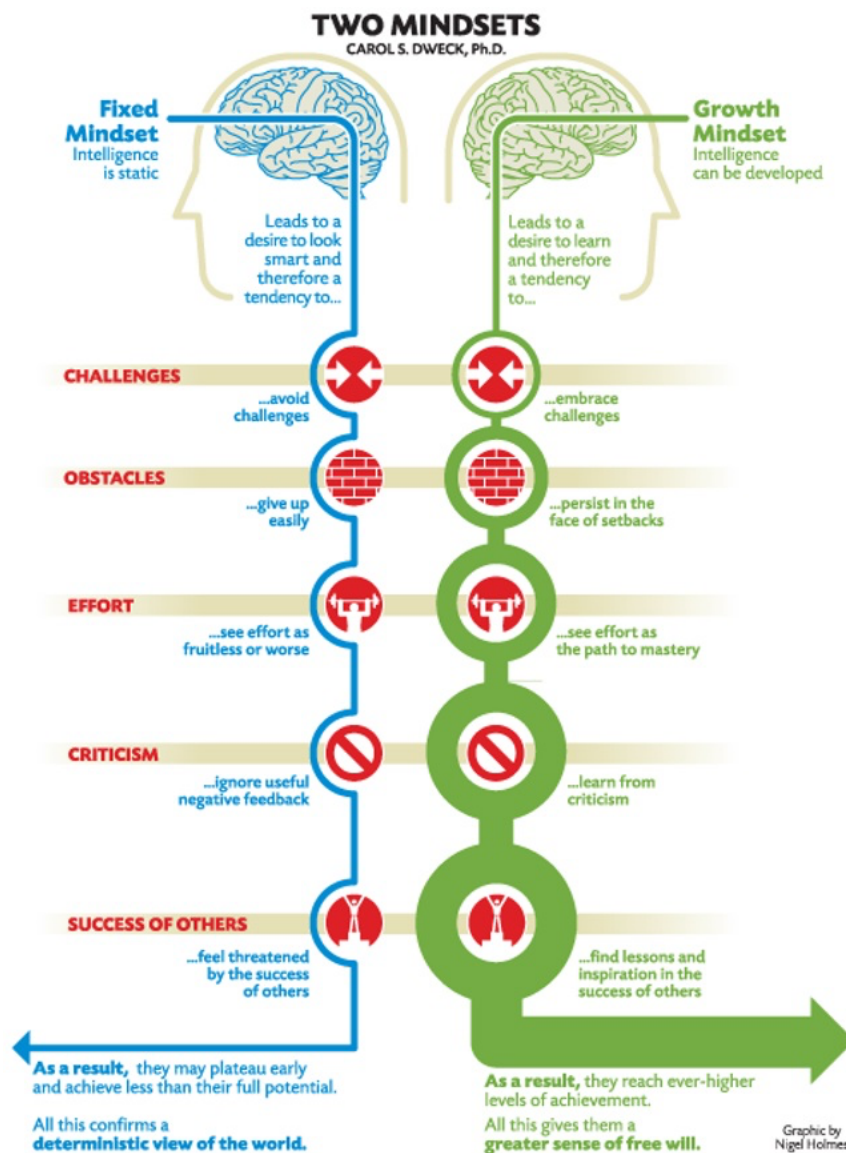 TWO MINDSETS
CAROL S. DWECK, Ph.D.
Fixed
Mindset
Intelligence
is static
Growth
Mindset
Intelligence
can be developed
Leads to a
desire to look
smart and
therefore a
tendency to...
Leads to a
desire to learn
and therefore
a tendency
to...
CHALLENGES
...avoid
challenges
...embrace
challenges
OBSTACLES
...give up
easily
...persist in the
face of setbacks
EFFORT
...see effort as
fruitless or worse
...see effort as
the path to mastery
CRITICISM
...ignore useful
negative feedback
...learn from
criticism
SUCCESS OF OTHERS
...feel threatened
by the success
of others
...find lessons and
inspiration in the
success of others
As a result, they may plateau early
and achieve less than their full potential.
All this confirms a
deterministic view of the world.
As a result, they reach ever-higher
levels of achievement.
All this gives them a
greater sense of free will.
Graphic by
Nigel Holmes